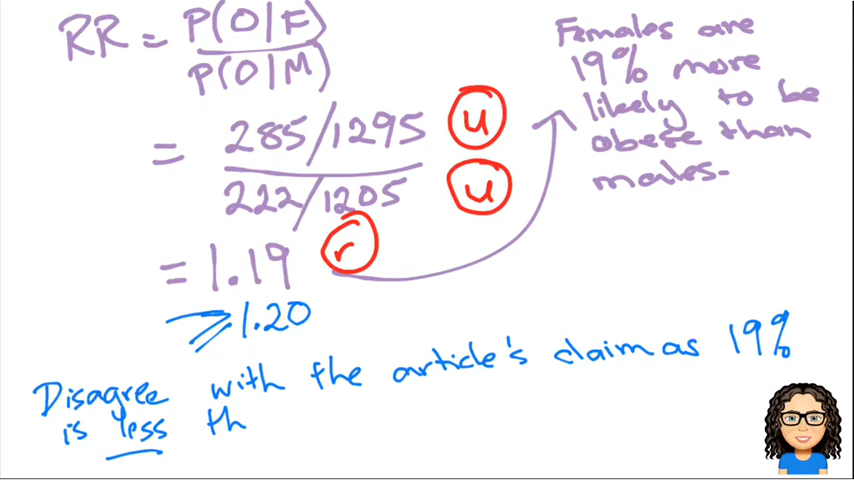 RR = P(O|F)
P(O|M)
= 285/1295 u
222/1205 u
= 1.19 r
Females are
19% more
likely to be
obese than
males.
⩾1.20
Disagree with the article's claim as 19%
is less th